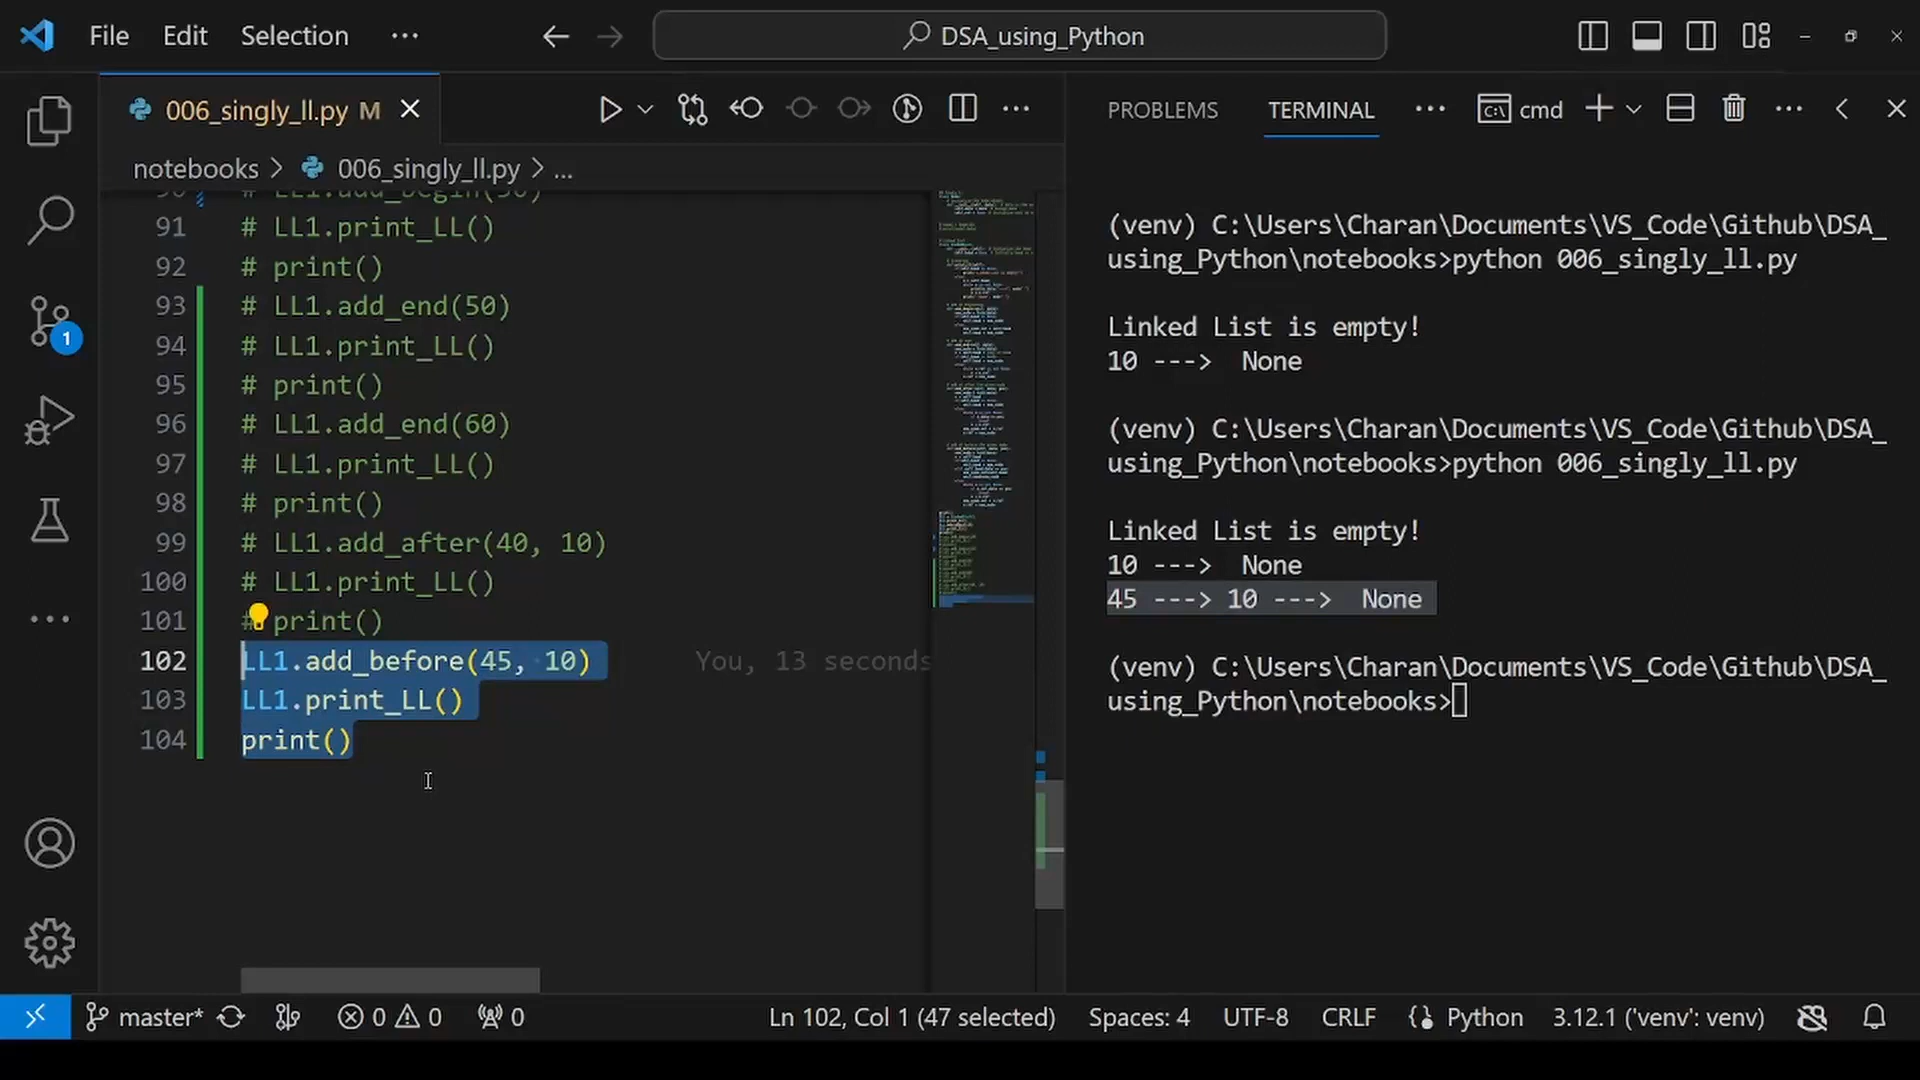 File Edit Selection ···
DSA_using_Python
006_singly_ll.py M
PROBLEMS TERMINAL ··· cmd
notebooks > 006_singly_ll.py > ...
90 # LL1.add_begin(30)
91 # LL1.print_LL()
92 # print()
93 # LL1.add_end(50)
94 # LL1.print_LL()
95 # print()
96 # LL1.add_end(60)
97 # LL1.print_LL()
98 # print()
99 # LL1.add_after(40, 10)
100 # LL1.print_LL()
101 # print()
102 LL1.add_before(45, 10) You, 13 seconds
103 LL1.print_LL()
104 print()
(venv) C:\Users\Charan\Documents\VS_Code\Github\DSA_
using_Python\notebooks>python 006_singly_ll.py
Linked List is empty!
10 ---> None
(venv) C:\Users\Charan\Documents\VS_Code\Github\DSA_
using_Python\notebooks>python 006_singly_ll.py
Linked List is empty!
10 ---> None
45 ---> 10 ---> None
(venv) C:\Users\Charan\Documents\VS_Code\Github\DSA_
using_Python\notebooks>
1
master* 0 0 0 Ln 102, Col 1 (47 selected) Spaces: 4 UTF-8 CRLF Python 3.12.1 ('venv': venv)